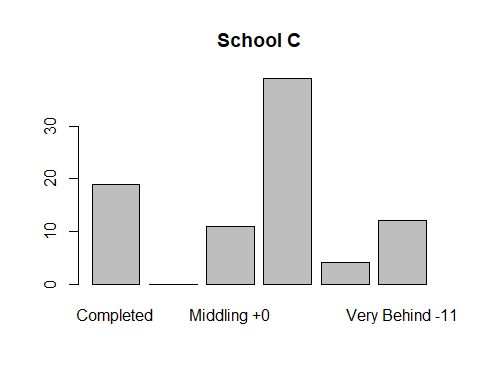 School C
30
20
10
0
Completed
Middling +0
Very Behind -11